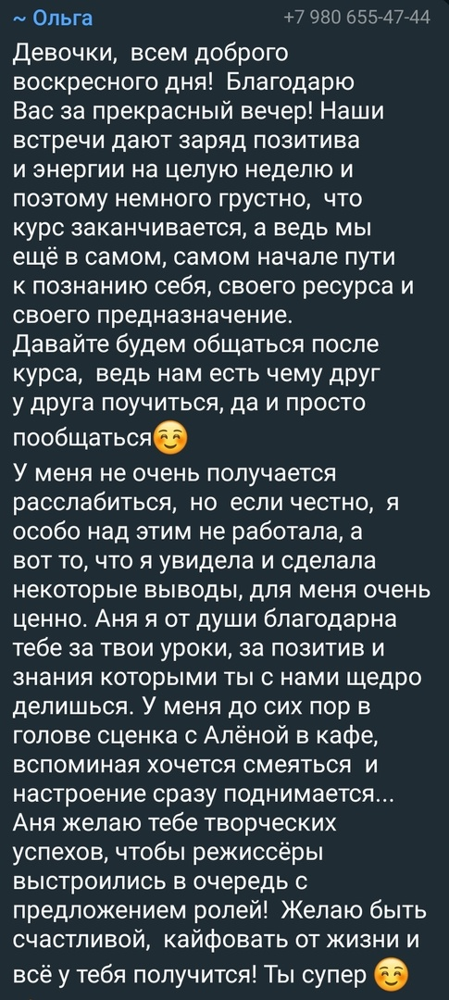 ~ Ольга +7 980 655-47-44
Девочки, всем доброго
воскресного дня! Благодарю
Вас за прекрасный вечер! Наши
встречи дают заряд позитива
и энергии на целую неделю и
поэтому немного грустно, что
курс заканчивается, а ведь мы
ещё в самом, самом начале пути
к познанию себя, своего ресурса и
своего предназначение.
Давайте будем общаться после
курса, ведь нам есть чему друг
у друга поучиться, да и просто
пообщаться☺️
У меня не очень получается
расслабиться, но если честно, я
особо над этим не работала, а
вот то, что я увидела и сделала
некоторые выводы, для меня очень
ценно. Аня я от души благодарна
тебе за твои уроки, за позитив и
знания которыми ты с нами щедро
делишься. У меня до сих пор в
голове сценка с Алёной в кафе,
вспоминая хочется смеяться и
настроение сразу поднимается...
Аня желаю тебе творческих
успехов, чтобы режиссёры
выстроились в очередь с
предложением ролей! Желаю быть
счастливой, кайфовать от жизни и
всё у тебя получится! Ты супер ☺️